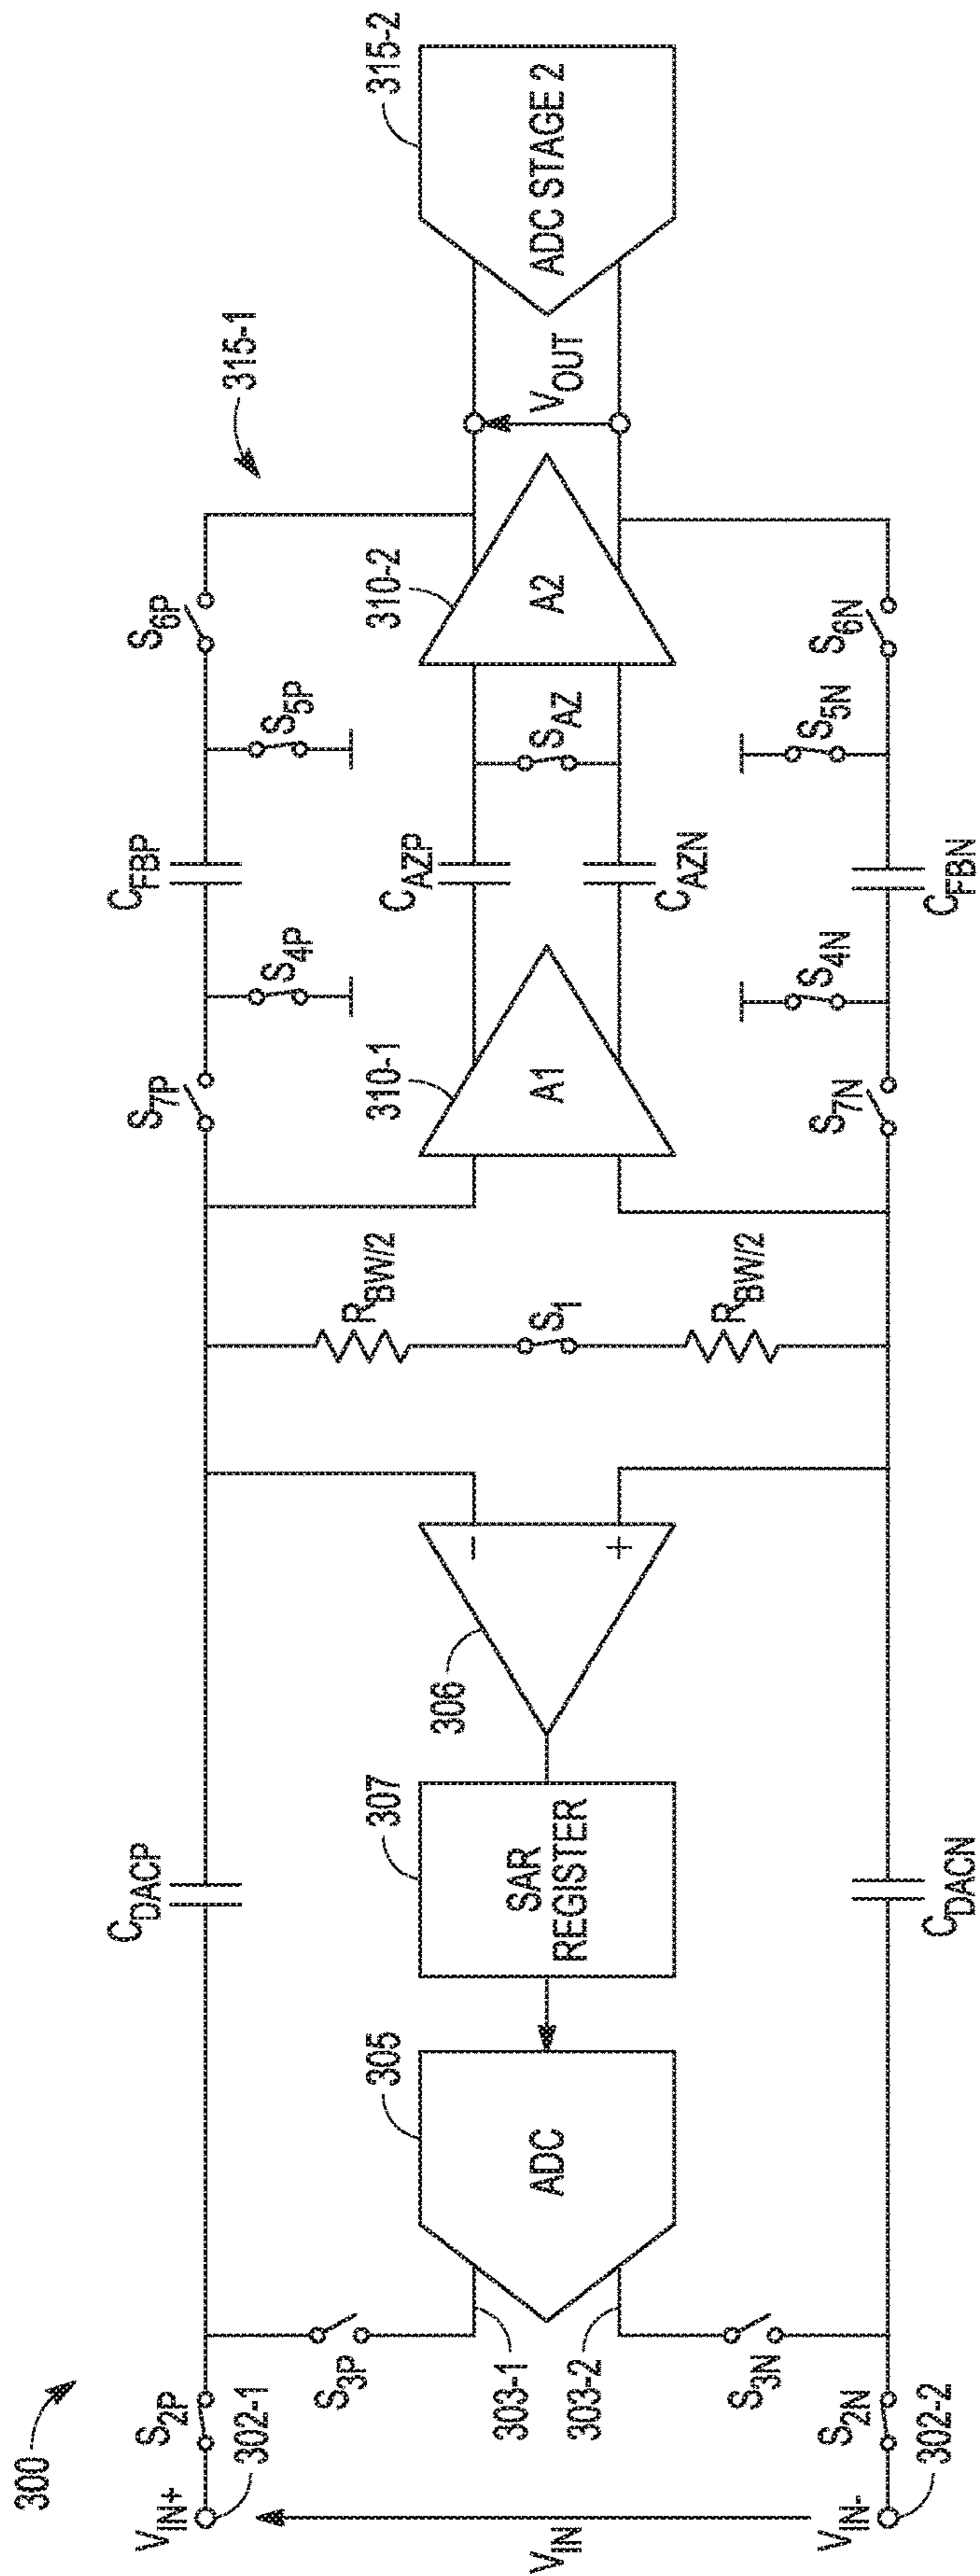 300
315-1
V_IN+
302-1
S_2P
C_DACP
S_7P
C_FBP
S_6P
S_4P
S_5P
S_3P
303-1
303-2
S_3N
305
ADC
307
SAR
REGISTER
306
-
+
R_BW/2
S_1
R_BW/2
310-1
A1
C_AZP
C_AZN
S_AZ
310-2
A2
V_OUT
315-2
ADC STAGE 2
V_IN
S_4N
S_5N
V_IN-
302-2
S_2N
C_DACN
S_7N
C_FBN
S_6N